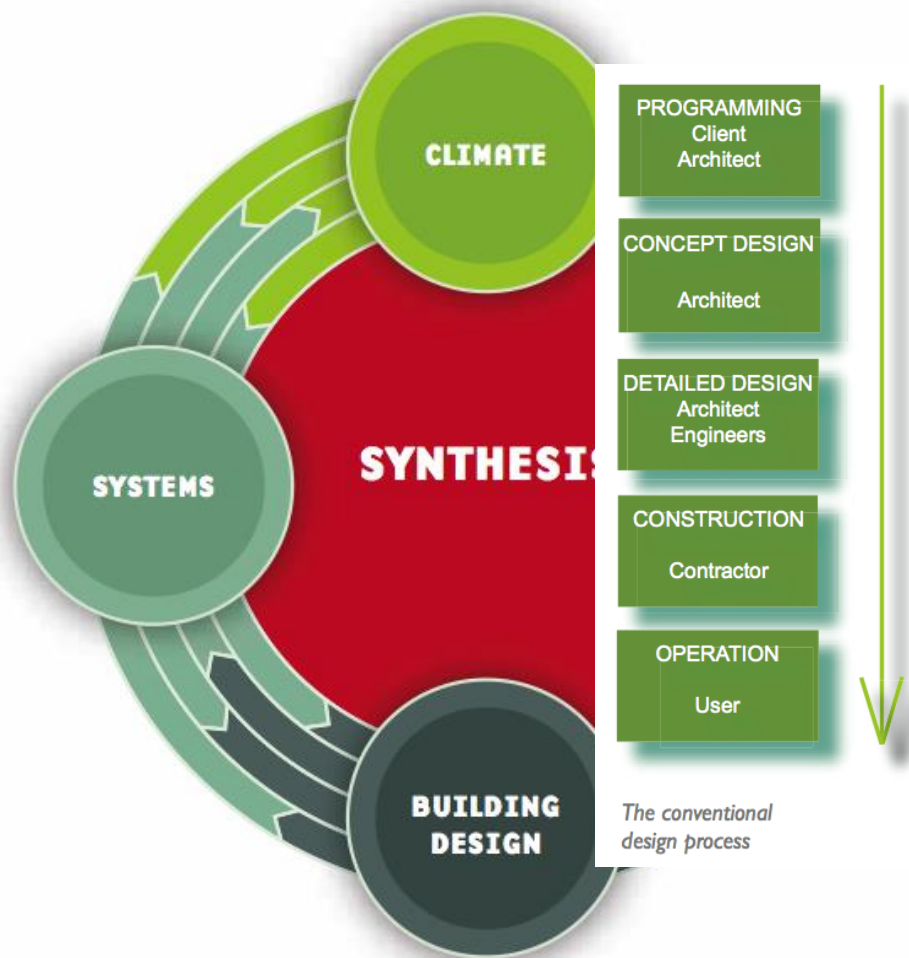 CLIMATE
SYSTEMS
SYNTHESIS
BUILDING
DESIGN
PROGRAMMING
Client
Architect
CONCEPT DESIGN
Architect
DETAILED DESIGN
Architect
Engineers
CONSTRUCTION
Contractor
OPERATION
User
The conventional
design process